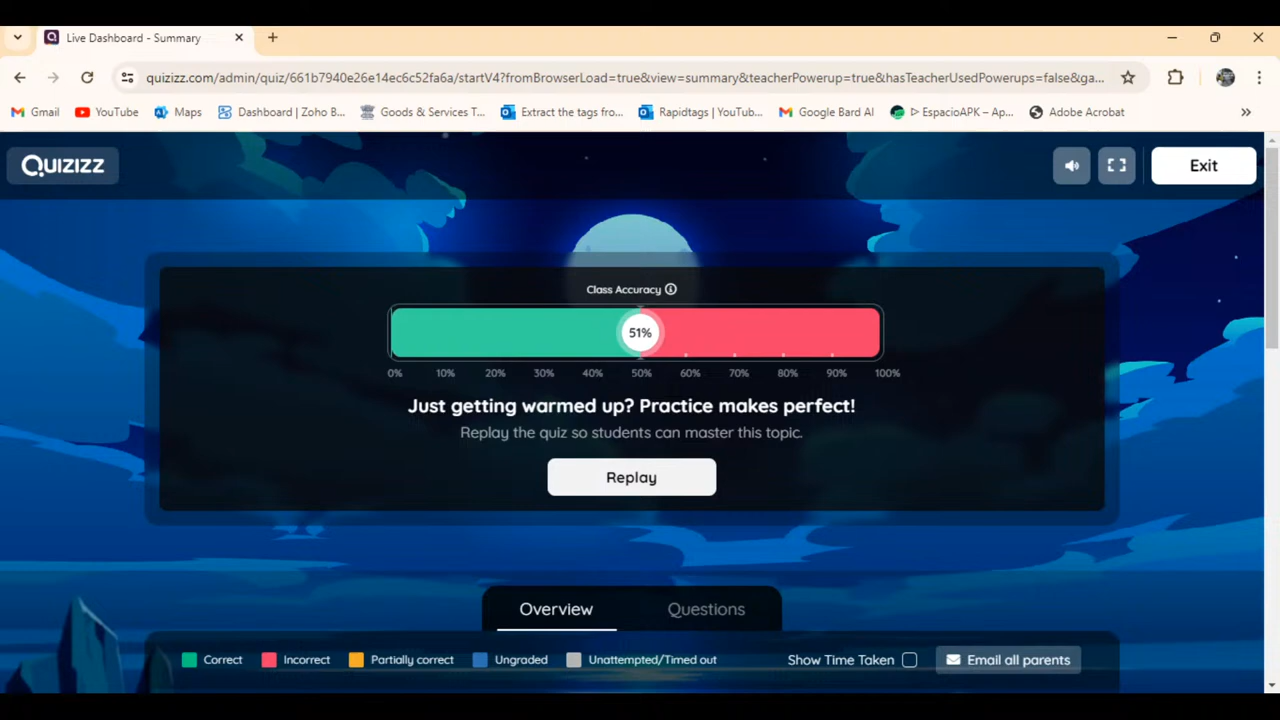 Live Dashboard - Summary
quizizz.com/admin/quiz/661b7940e26e14ec6c52fa6a/startV4?fromBrowserLoad=true&view=summary&teacherPowerup=true&hasTeacherUsedPowerups=false&ga...
Gmail YouTube Maps Dashboard | Zoho B... Goods & Services T... Extract the tags fro... Rapidtags | YouTub... Google Bard AI ᐅ EspacioAPK – Ap... Adobe Acrobat »
QUIZIZZ Exit
Class Accuracy
51%
0% 10% 20% 30% 40% 50% 60% 70% 80% 90% 100%
Just getting warmed up? Practice makes perfect!
Replay the quiz so students can master this topic.
Replay
Overview Questions
Correct Incorrect Partially correct Ungraded Unattempted/Timed out Show Time Taken Email all parents